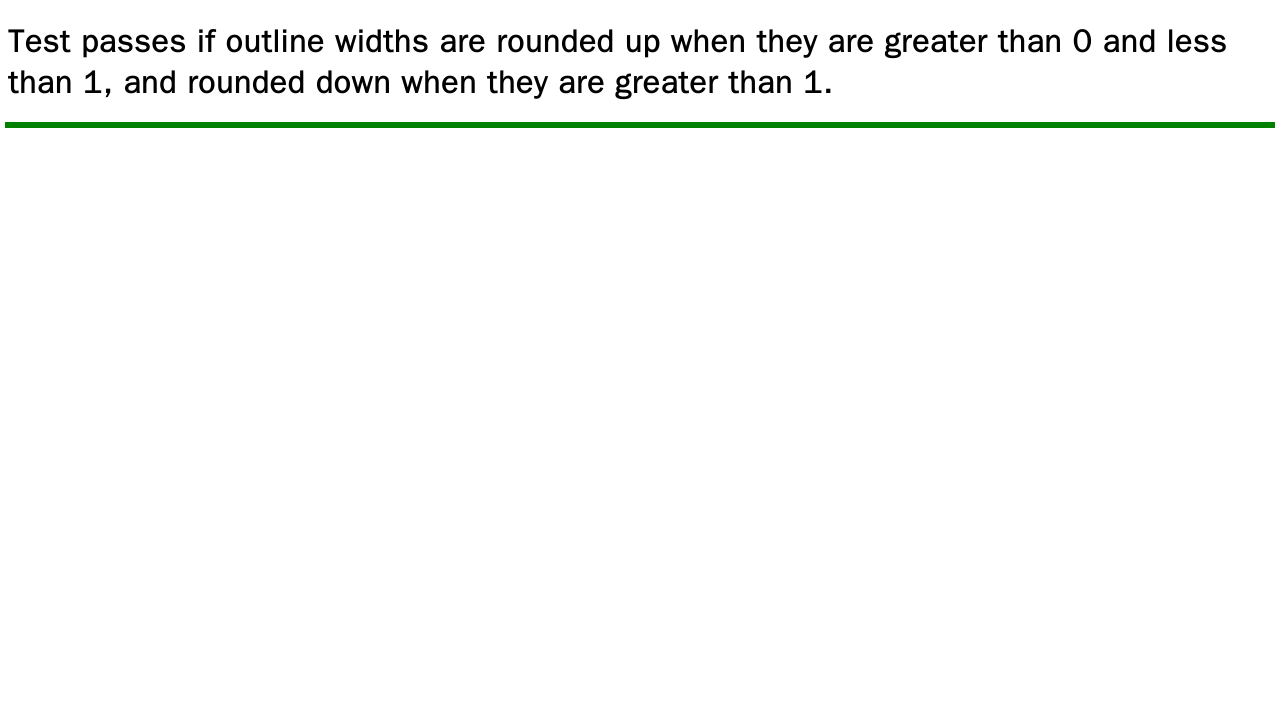 Test passes if outline widths are rounded up when they are greater than 0 and less
than 1, and rounded down when they are greater than 1.